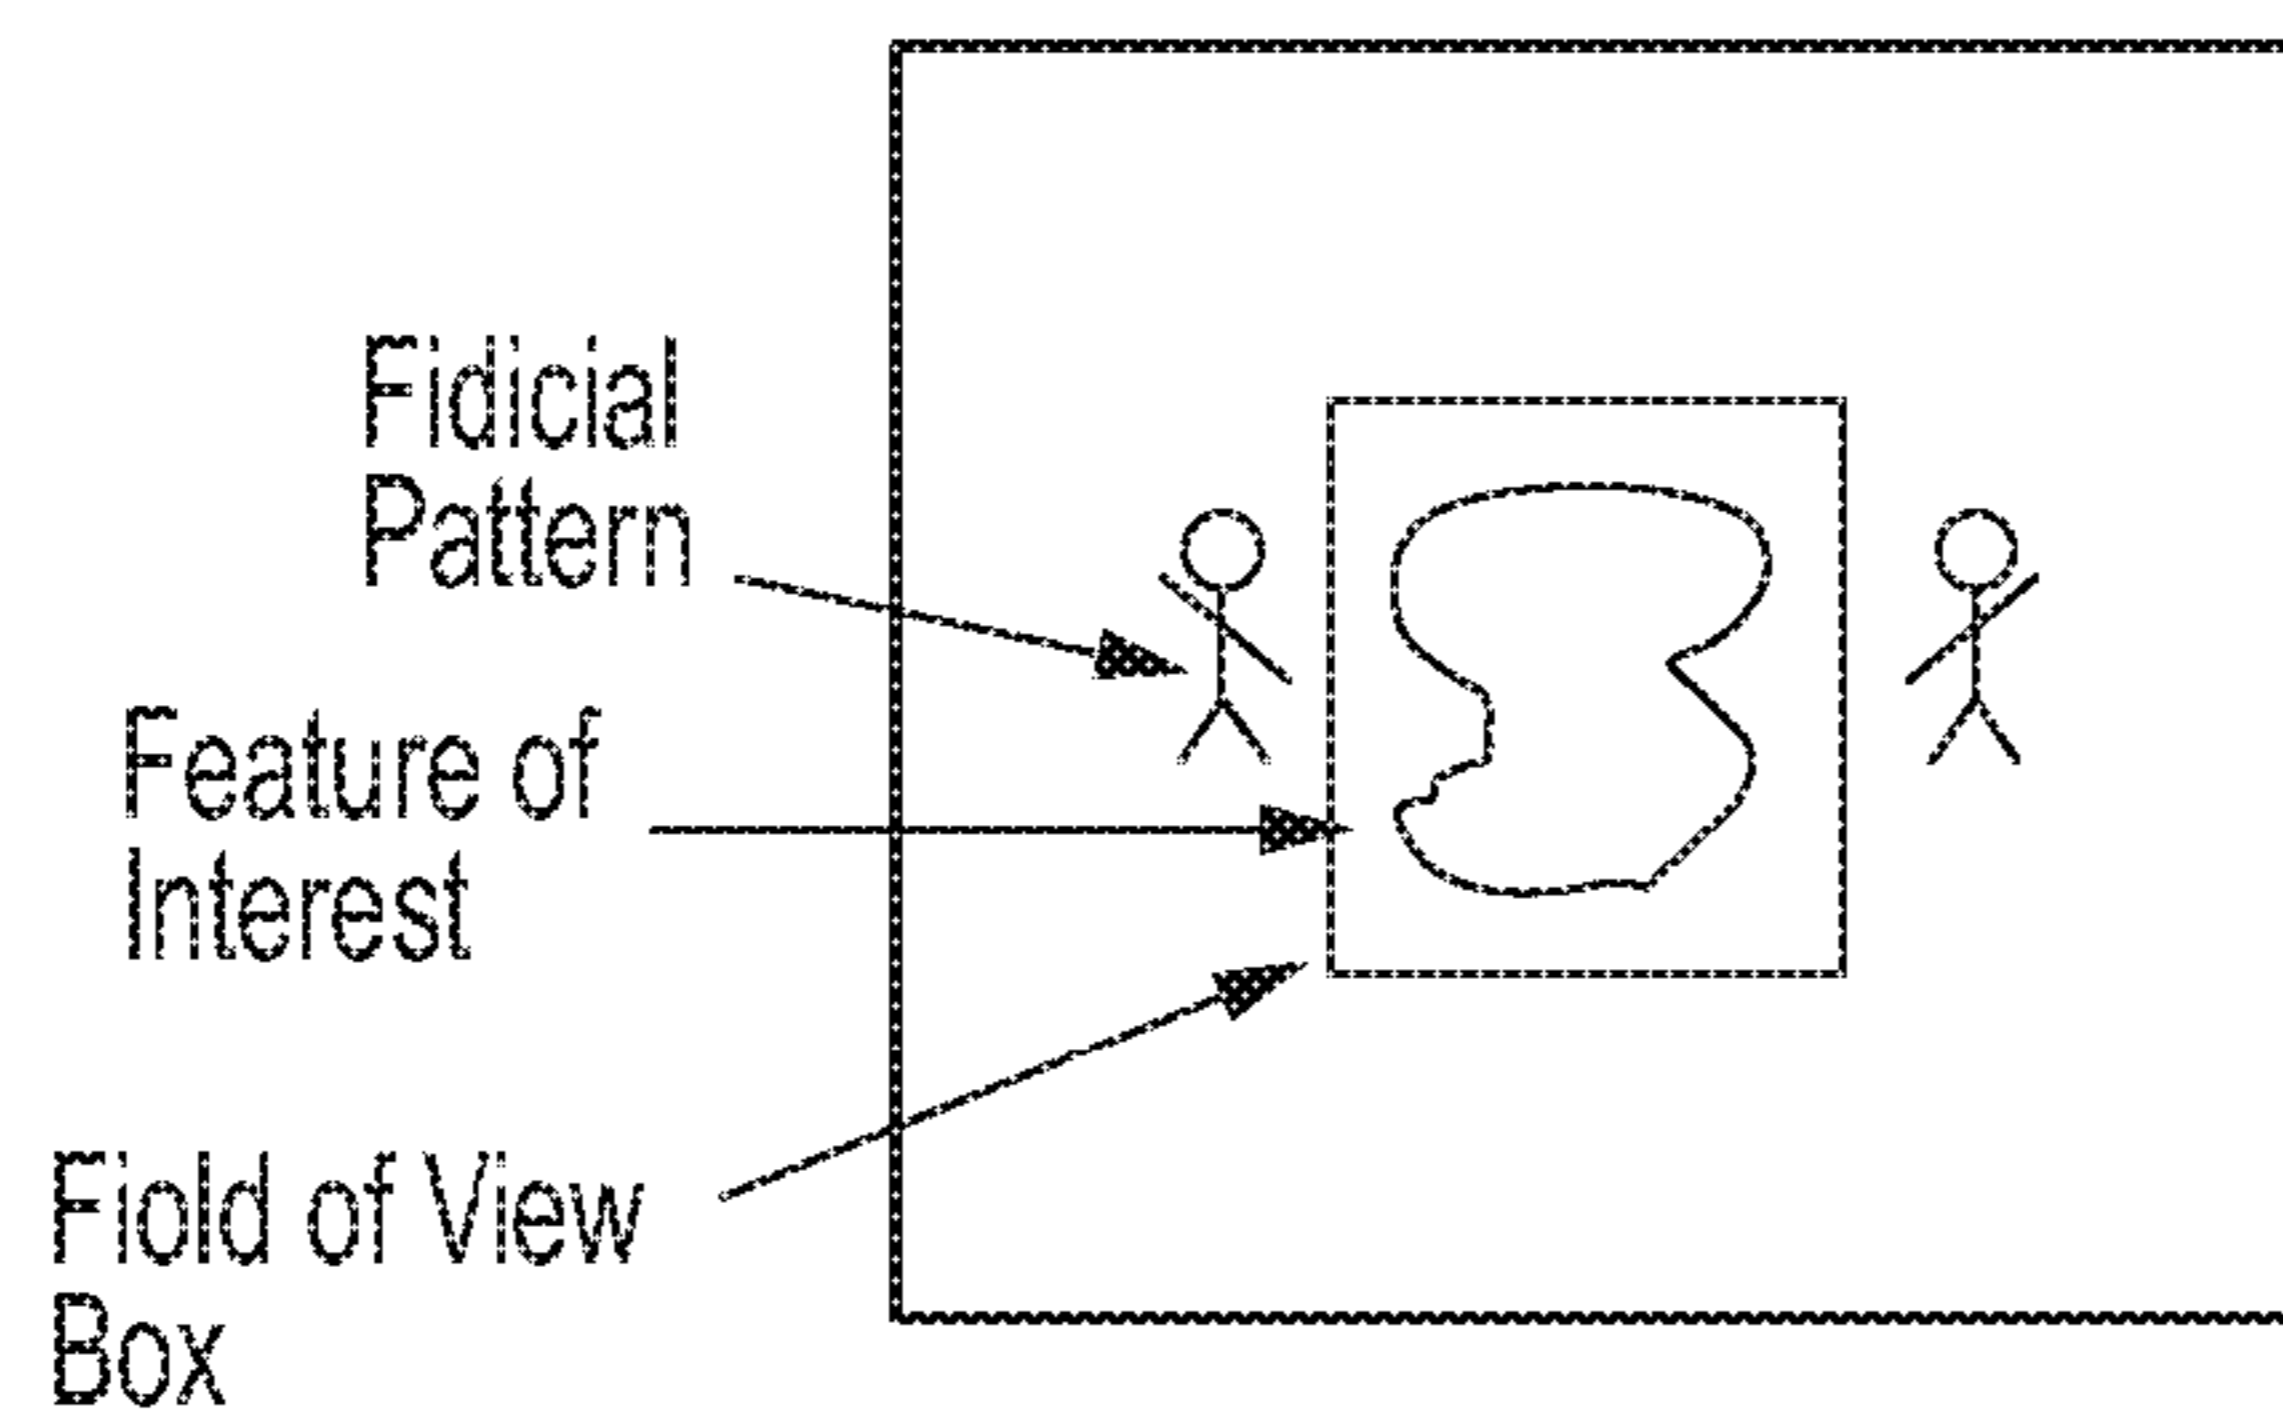 Fidicial
Pattern
Feature of
Interest
Fiold of View
Box